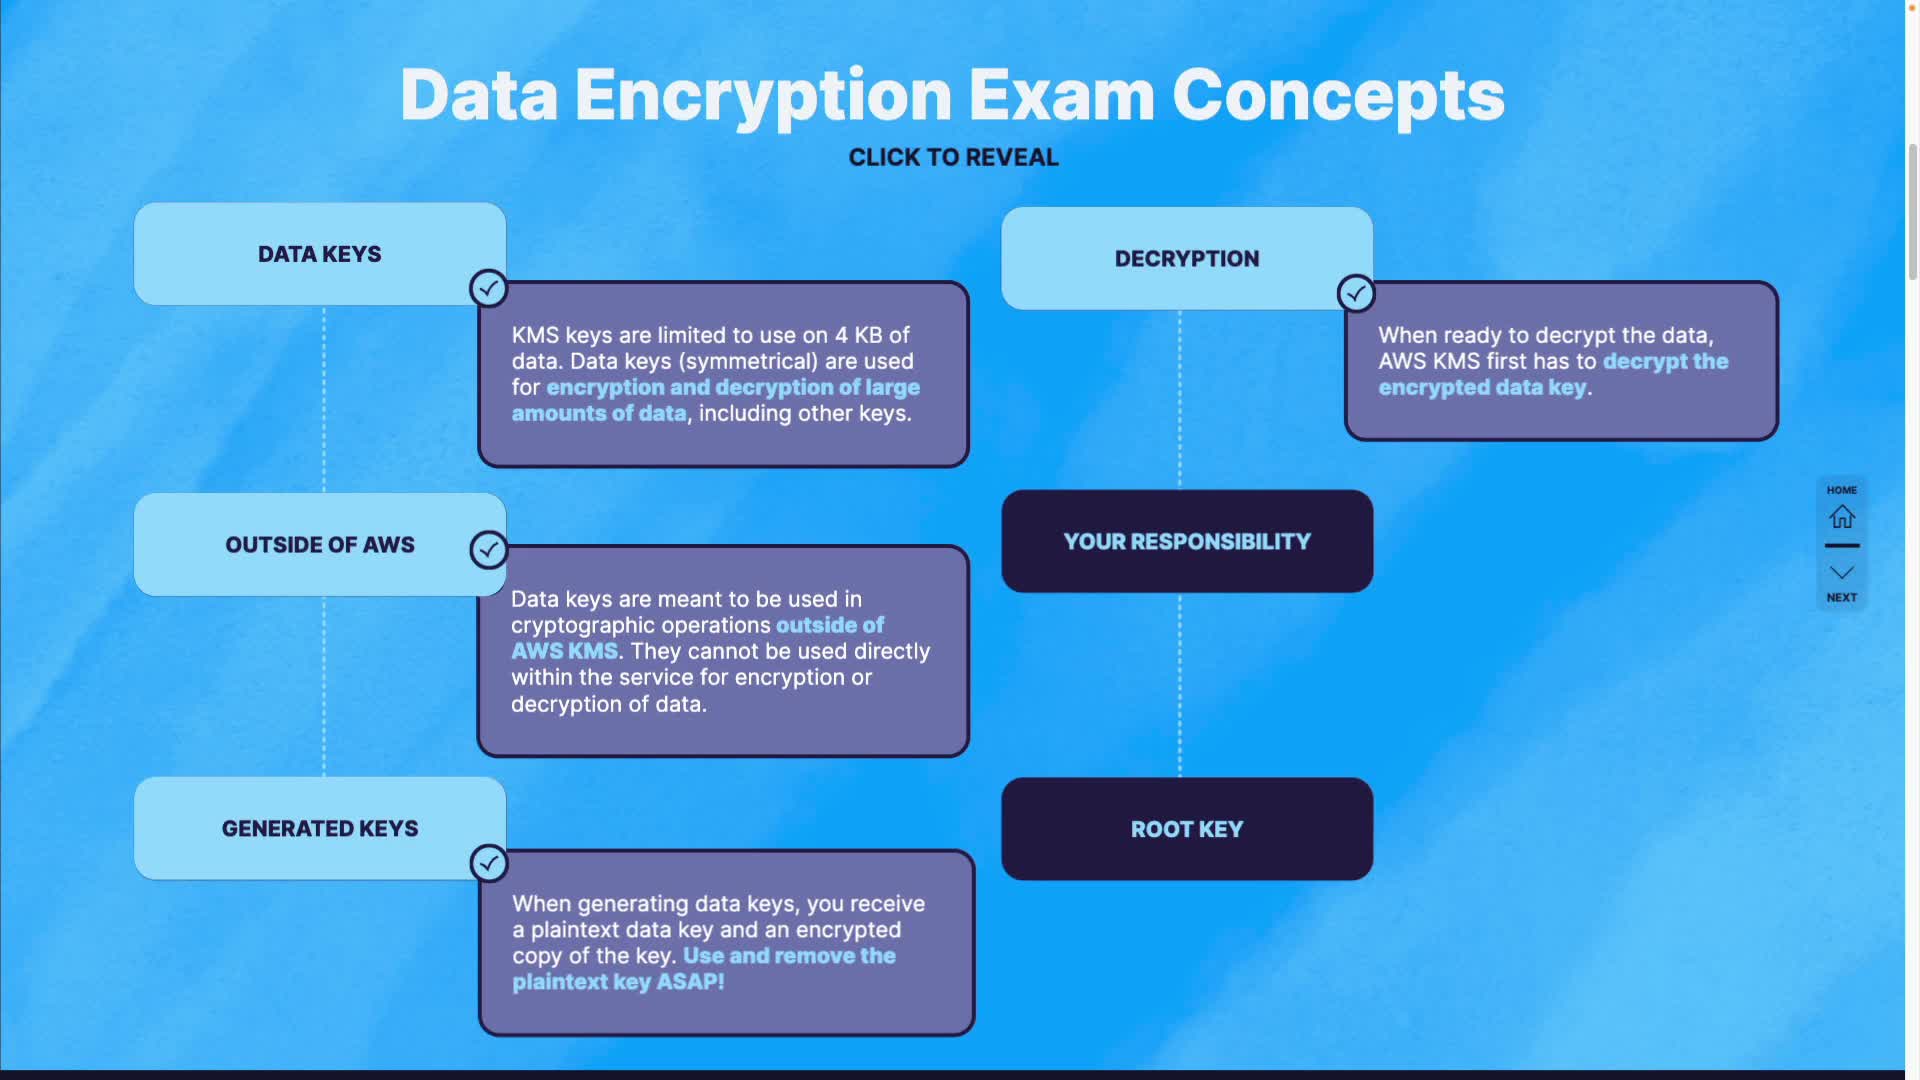 Data Encryption Exam Concepts
CLICK TO REVEAL
DATA KEYS
KMS keys are limited to use on 4 KB of
data. Data keys (symmetrical) are used
for encryption and decryption of large
amounts of data, including other keys.
OUTSIDE OF AWS
Data keys are meant to be used in
cryptographic operations outside of
AWS KMS. They cannot be used directly
within the service for encryption or
decryption of data.
GENERATED KEYS
When generating data keys, you receive
a plaintext data key and an encrypted
copy of the key. Use and remove the
plaintext key ASAP!
DECRYPTION
When ready to decrypt the data,
AWS KMS first has to decrypt the
encrypted data key.
YOUR RESPONSIBILITY
ROOT KEY
HOME
NEXT